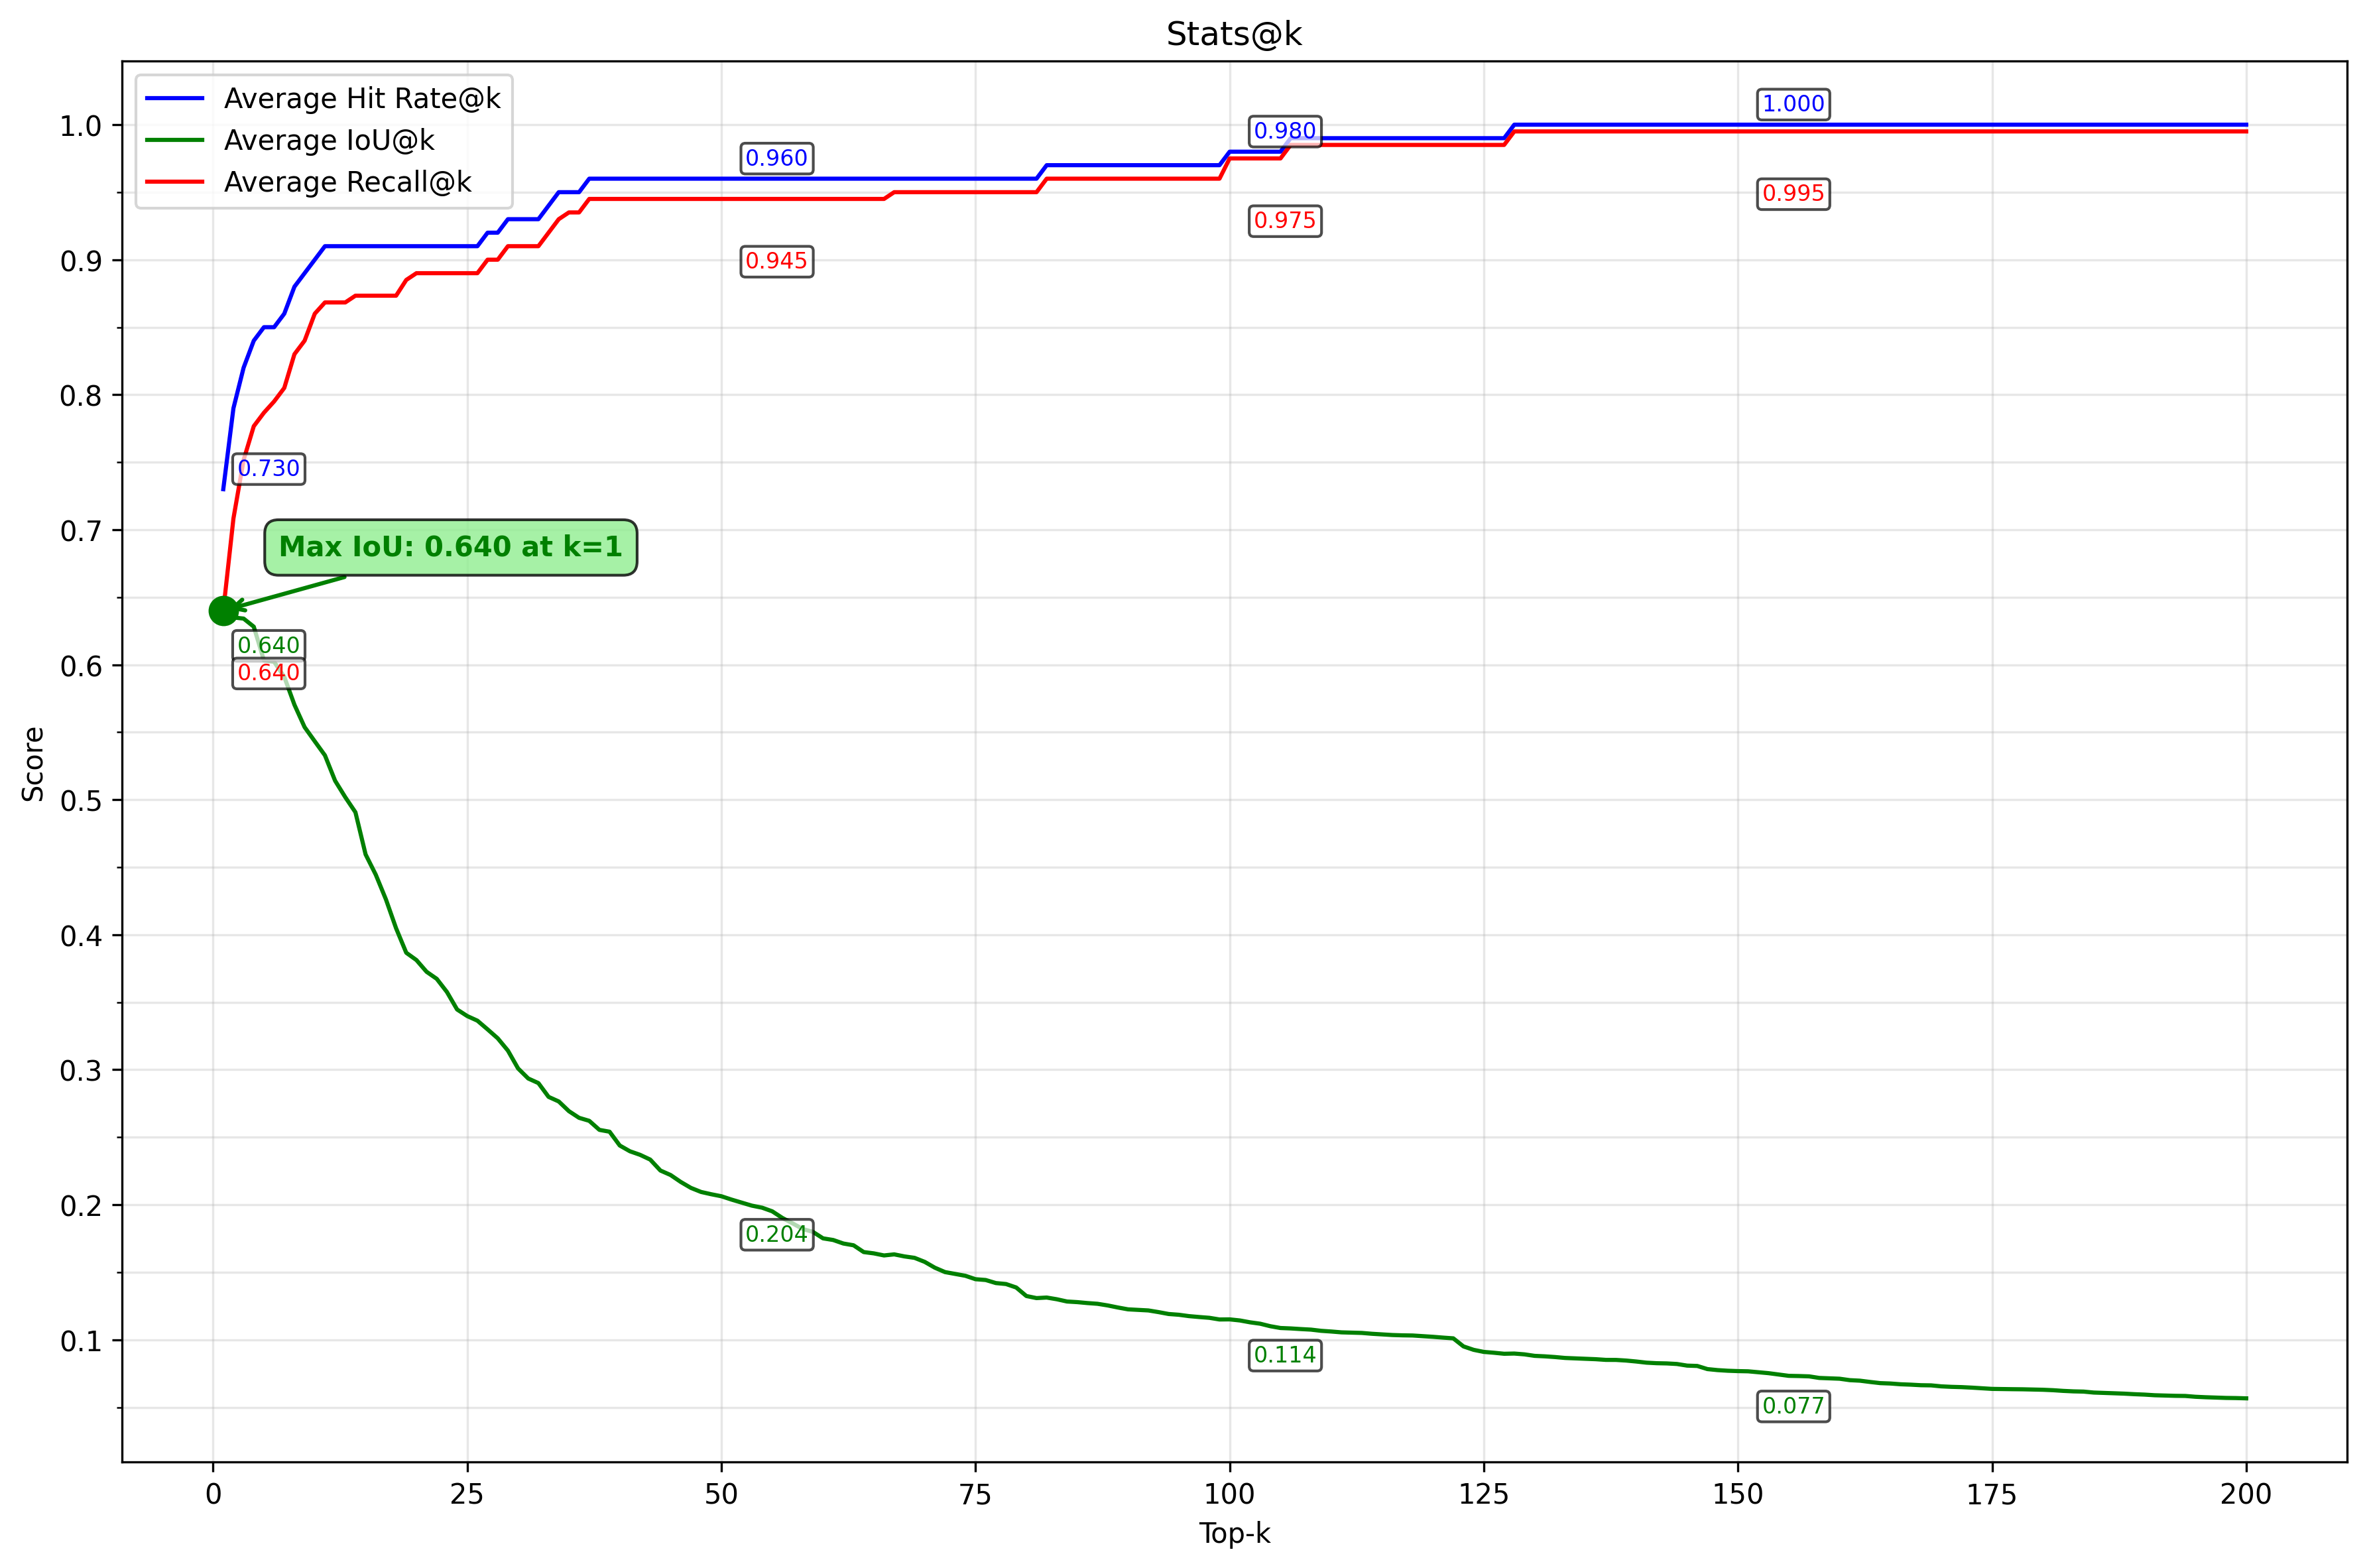 Stats@k
Average Hit Rate@k
Average IoU@k
Average Recall@k
1.000
0.980
0.960
0.995
0.975
0.945
0.730
Max IoU: 0.640 at k=1
0.640
0.640
0.204
0.114
0.077
Score
1.0
0.9
0.8
0.7
0.6
0.5
0.4
0.3
0.2
0.1
0 25 50 75 100 125 150 175 200
Top-k